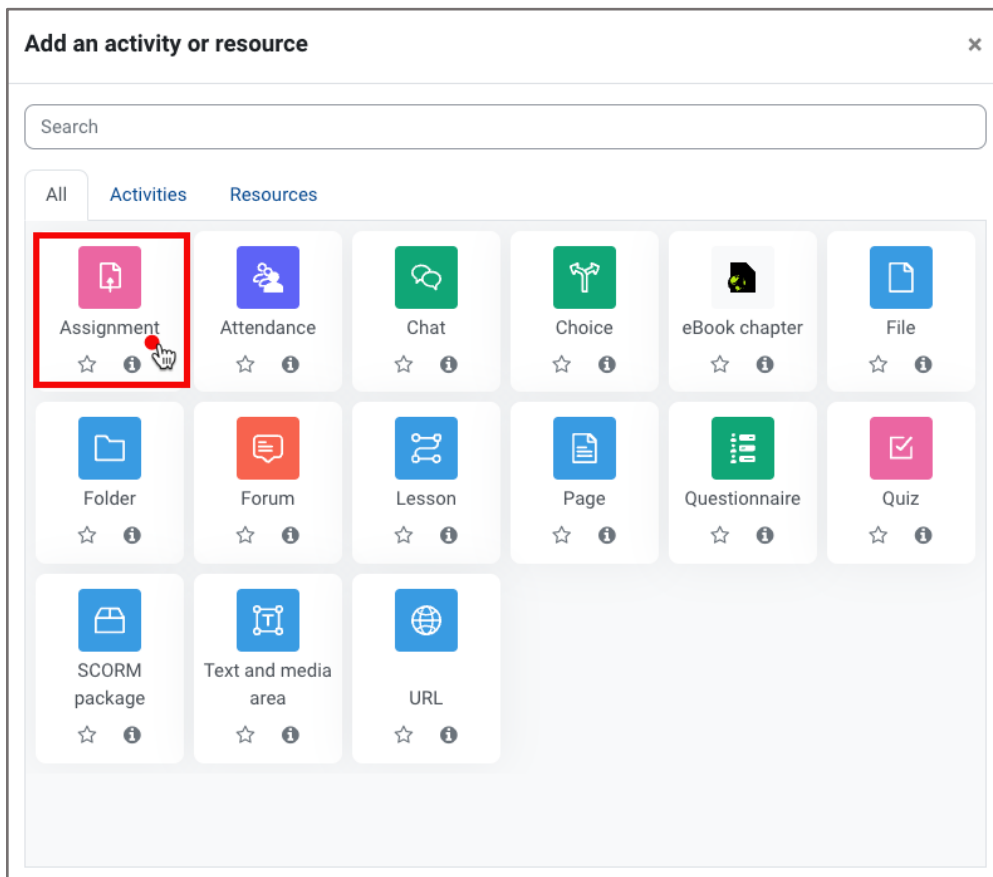 Add an activity or resource ×
Search
All Activities Resources
Assignment Attendance Chat Choice eBook chapter File
Folder Forum Lesson Page Questionnaire Quiz
SCORM package Text and media area URL